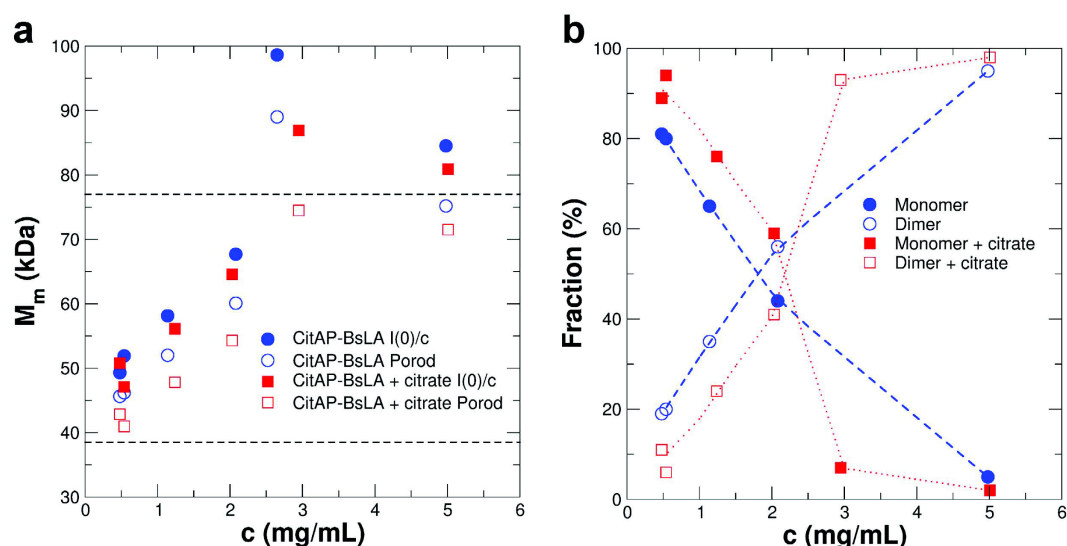 a
100
90
80
70
60
50
40
30
M_m (kDa)
0 1 2 3 4 5 6
c (mg/mL)
CitAP-BsLA I(0)/c
CitAP-BsLA Porod
CitAP-BsLA + citrate I(0)/c
CitAP-BsLA + citrate Porod
b
100
80
60
40
20
0
Fraction (%)
0 1 2 3 4 5 6
c (mg/mL)
Monomer
Dimer
Monomer + citrate
Dimer + citrate